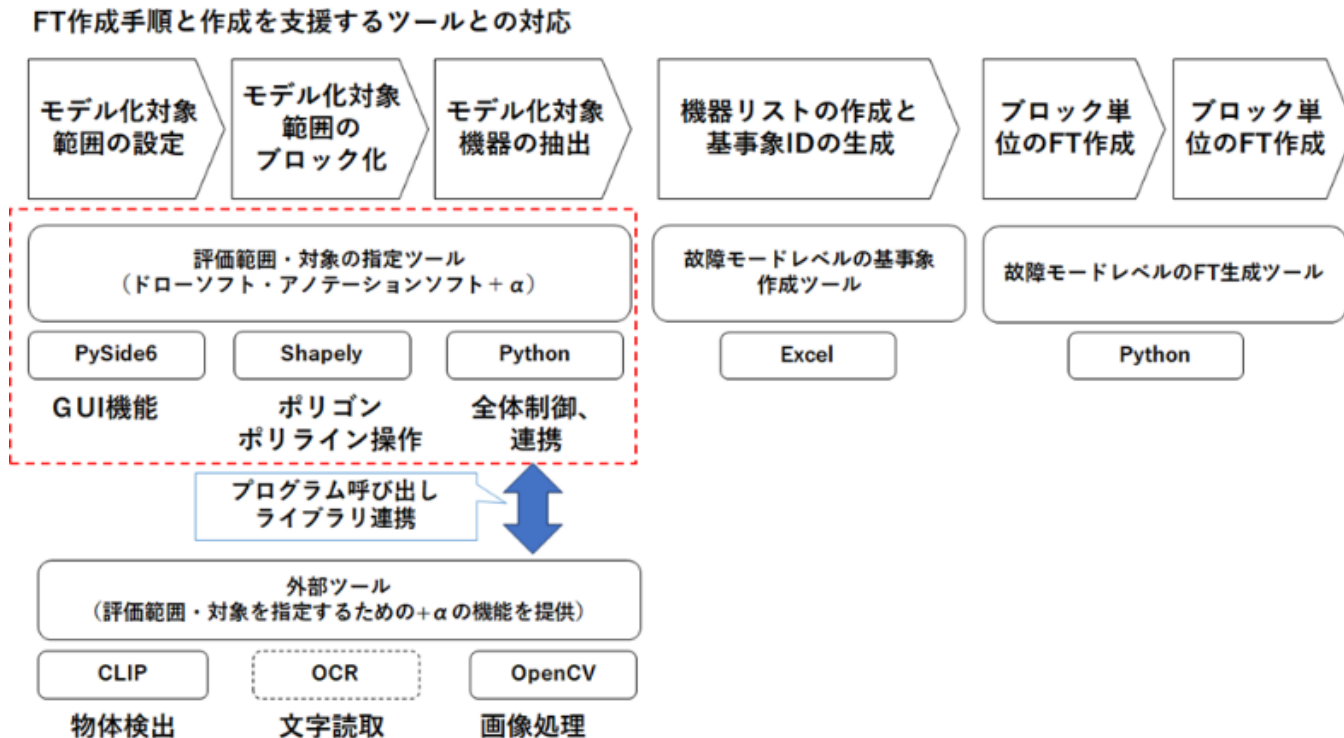 FT作成手順と作成を支援するツールとの対応
モデル化対象
範囲の設定
モデル化対象
範囲の
ブロック化
モデル化対象
機器の抽出
機器リストの作成と
基事象IDの生成
ブロック単
位のFT作成
ブロック単
位のFT作成
評価範囲・対象の指定ツール
（ドローソフト・アノテーションソフト+α）
故障モードレベルの基事象
作成ツール
故障モードレベルのFT生成ツール
PySide6
Shapely
Python
Excel
Python
GUI機能
ポリゴン
ポリライン操作
全体制御、
連携
プログラム呼び出し
ライブラリ連携
外部ツール
（評価範囲・対象を指定するための+αの機能を提供）
CLIP
OCR
OpenCV
物体検出
文字読取
画像処理